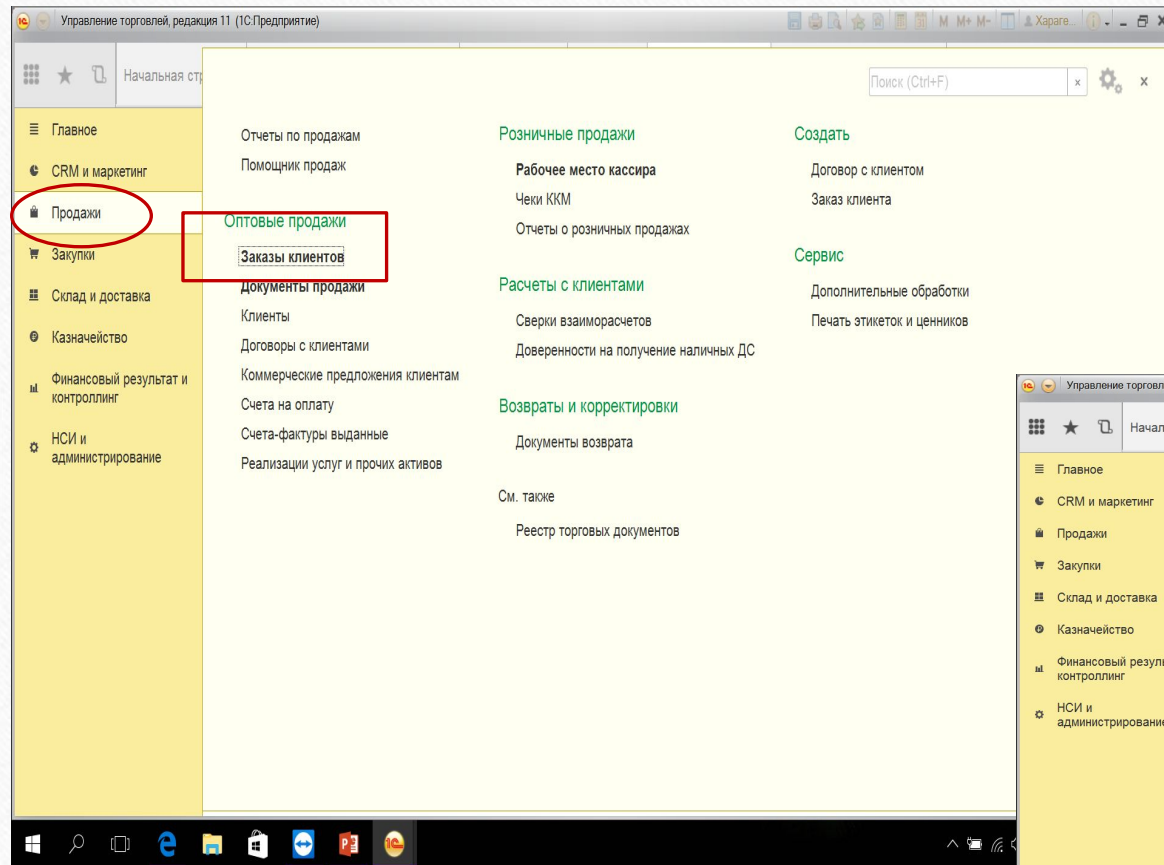 Управление торговлей, редакция 11 (1С:Предприятие)
M M+ M-
Хараге...
Начальная стр
Поиск (Ctrl+F)
Главное
CRM и маркетинг
Продажи
Закупки
Склад и доставка
Казначейство
Финансовый результат и
контроллинг
НСИ и
администрирование
Отчеты по продажам
Помощник продаж
Оптовые продажи
Заказы клиентов
Документы продажи
Клиенты
Договоры с клиентами
Коммерческие предложения клиентам
Счета на оплату
Счета-фактуры выданные
Реализации услуг и прочих активов
Розничные продажи
Рабочее место кассира
Чеки ККМ
Отчеты о розничных продажах
Расчеты с клиентами
Сверки взаиморасчетов
Доверенности на получение наличных ДС
Возвраты и корректировки
Документы возврата
См. также
Реестр торговых документов
Создать
Договор с клиентом
Заказ клиента
Сервис
Дополнительные обработки
Печать этикеток и ценников
Управление торговл
Начал
Главное
CRM и маркетинг
Продажи
Закупки
Склад и доставка
Казначейство
Финансовый резуль
контроллинг
НСИ и
администрирование